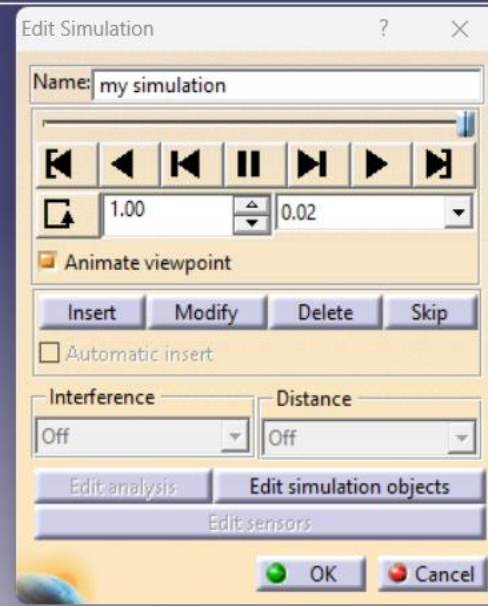 Edit Simulation ? ×
Name: my simulation
1.00 0.02
Animate viewpoint
Insert Modify Delete Skip
Automatic insert
Interference Distance
Off Off
Edit analysis Edit simulation objects
Edit sensors
OK Cancel